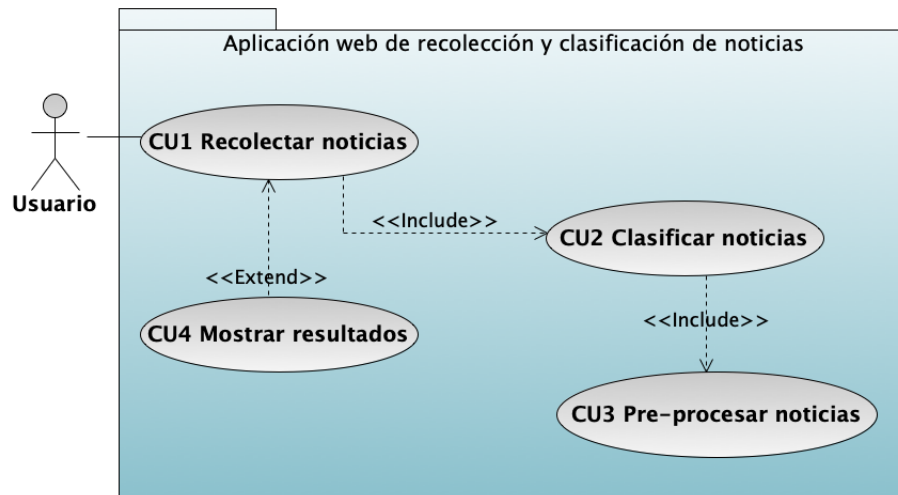 Aplicación web de recolección y clasificación de noticias
CU1 Recolectar noticias
Usuario
<<Include>>
CU2 Clasificar noticias
<<Extend>>
<<Include>>
CU4 Mostrar resultados
CU3 Pre-procesar noticias